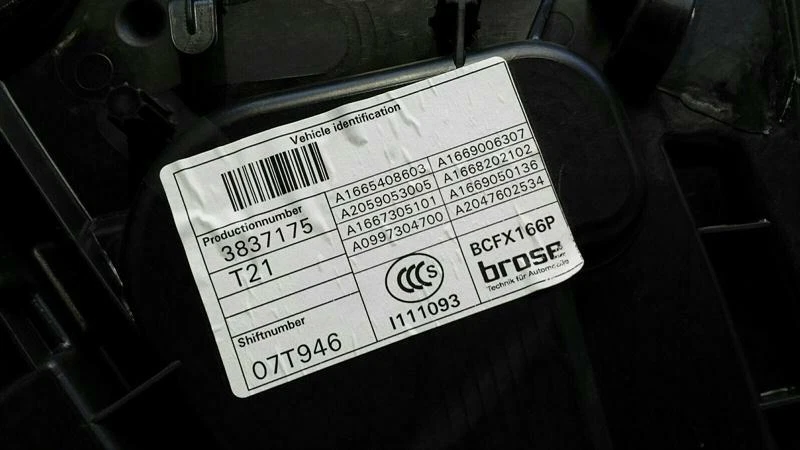 Vehicle identification
Productionnumber
3837175
T21
Shiftnumber
07T946
A1665408603 A1669006307
A2059053005 A1668202102
A1667305101 A1669050136
A0997304700 A2047602534
CCC S
I111093
BCFX166P
brose
Technik für Automobile